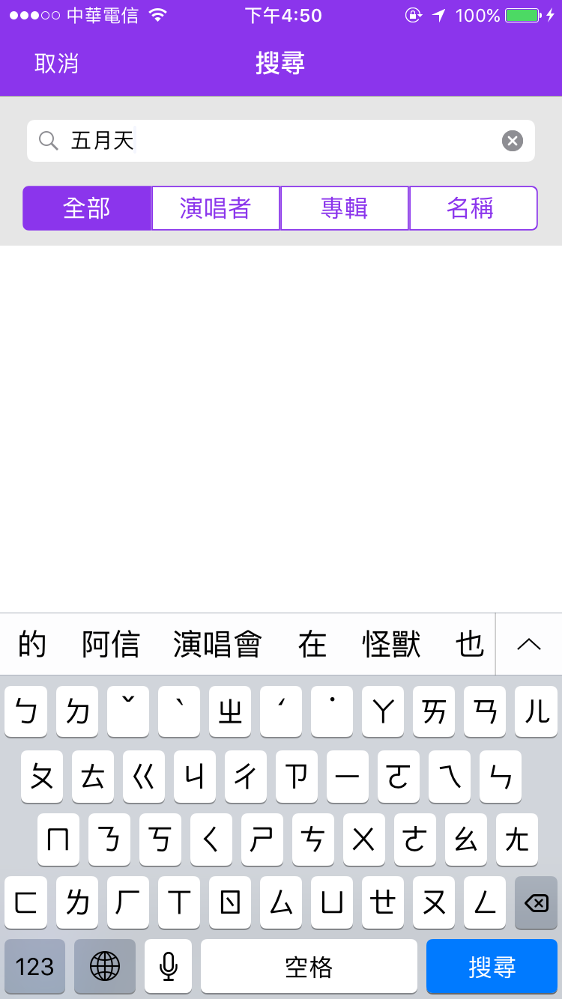 中華電信 下午4:50 100%
取消 搜尋
五月天
全部 演唱者 專輯 名稱
的 阿信 演唱會 在 怪獸 也
ㄅ ㄉ ˇ ˋ ㄓ ˊ ˙ ㄚ ㄞ ㄢ ㄦ
ㄆ ㄊ ㄍ ㄐ ㄔ ㄗ ㄧ ㄛ ㄟ ㄣ
ㄇ ㄋ ㄎ ㄑ ㄕ ㄘ ㄨ ㄜ ㄠ ㄤ
ㄈ ㄌ ㄏ ㄒ ㄖ ㄙ ㄩ ㄝ ㄡ ㄥ
123 空格 搜尋